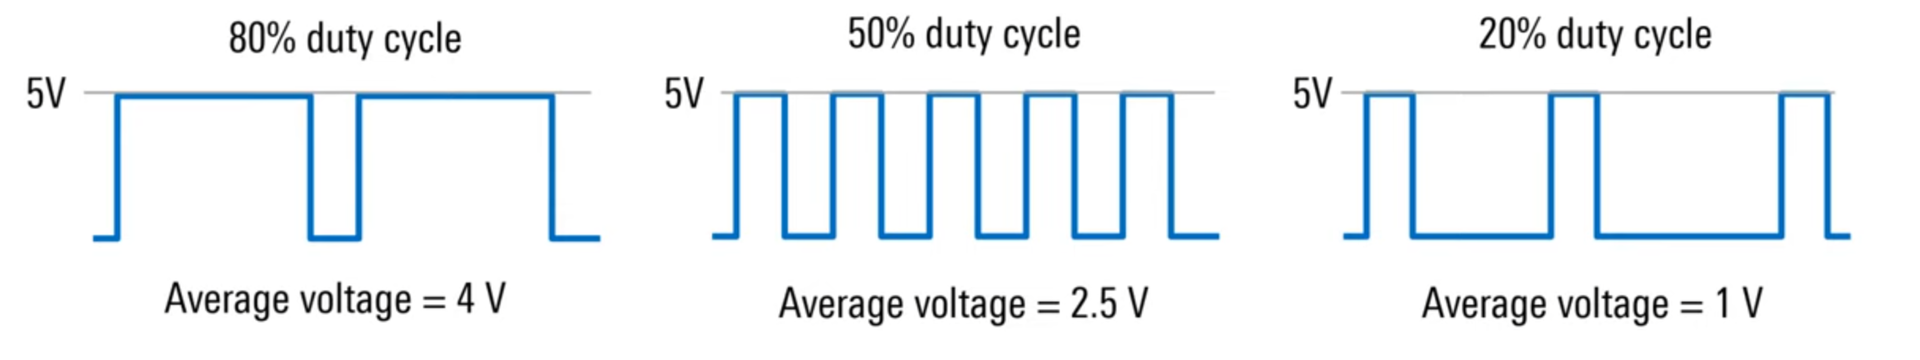 80% duty cycle
5V
Average voltage = 4 V
50% duty cycle
5V
Average voltage = 2.5 V
20% duty cycle
5V
Average voltage = 1 V